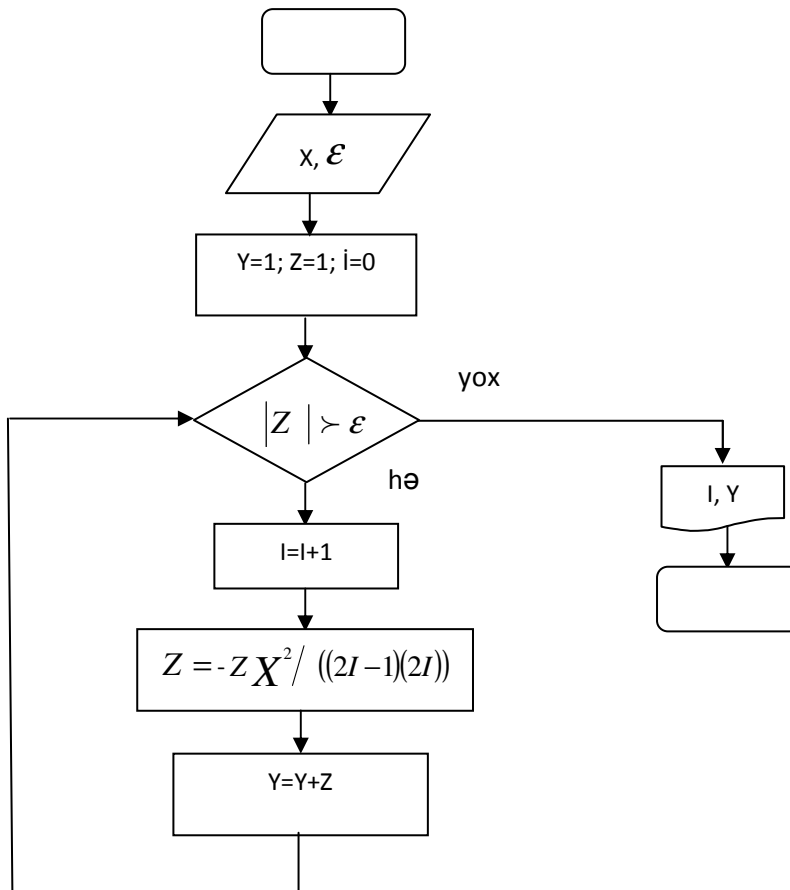 X, ε
Y=1; Z=1; İ=0
|Z | ≻ ε
yox
hə
I, Y
I=I+1
Z = - Z X²/ ((2I−1)(2I))
Y=Y+Z